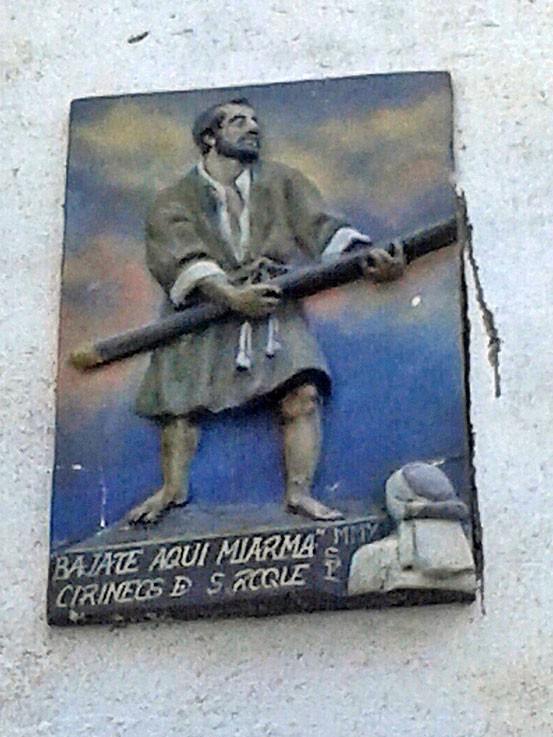 "BAJATE AQUI MIARMA"
CIRINEOS D S. ROQUE